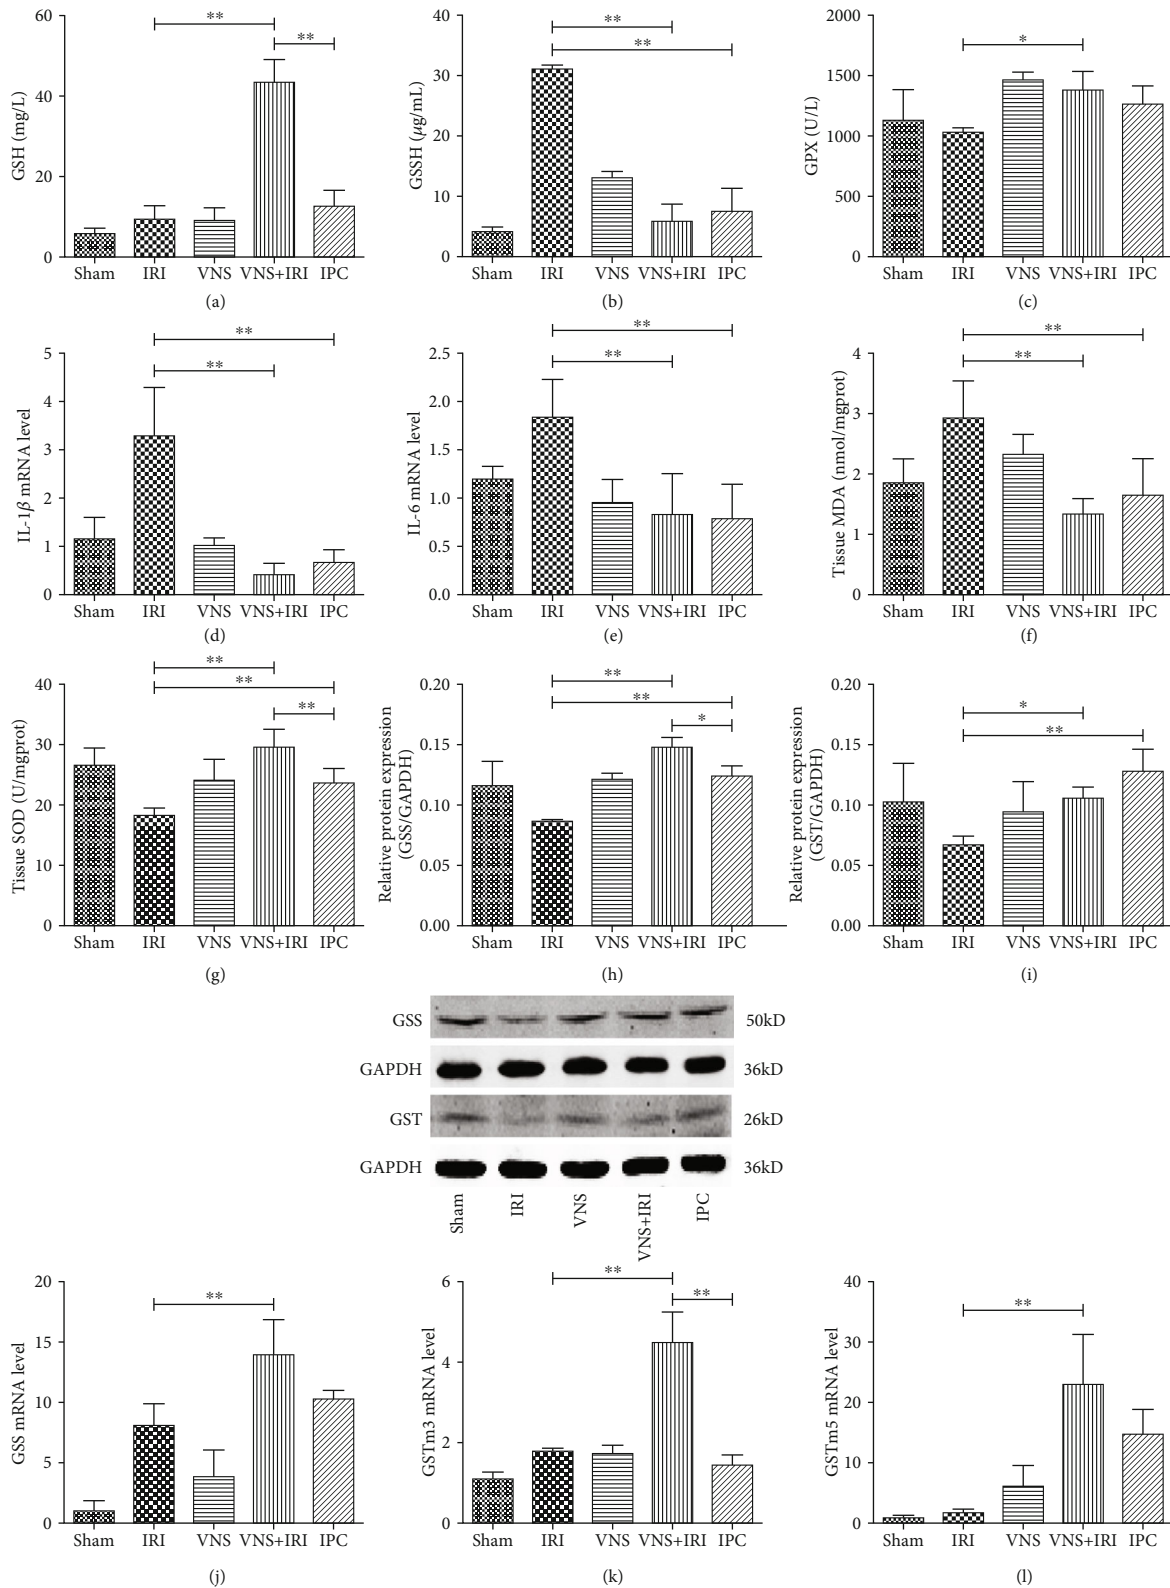 60
40
20
0
GSH (mg/L)
**
**
Sham IRI VNS VNS+IRI IPC
(a)
40
30
20
10
0
GSSH (μg/mL)
**
**
Sham IRI VNS VNS+IRI IPC
(b)
2000
1500
1000
500
0
GPX (U/L)
*
Sham IRI VNS VNS+IRI IPC
(c)
5
4
3
2
1
0
IL-1β mRNA level
**
**
Sham IRI VNS VNS+IRI IPC
(d)
2.5
2.0
1.5
1.0
0.5
0.0
IL-6 mRNA level
**
**
Sham IRI VNS VNS+IRI IPC
(e)
4
3
2
1
0
Tissue MDA (nmol/mgprot)
**
**
Sham IRI VNS VNS+IRI IPC
(f)
40
30
20
10
0
Tissue SOD (U/mgprot)
**
**
**
Sham IRI VNS VNS+IRI IPC
(g)
0.20
0.15
0.10
0.05
0.00
Relative protein expression
(GSS/GAPDH)
**
**
*
Sham IRI VNS VNS+IRI IPC
(h)
0.20
0.15
0.10
0.05
0.00
Relative protein expression
(GST/GAPDH)
*
**
Sham IRI VNS VNS+IRI IPC
(i)
GSS 50kD
GAPDH 36kD
GST 26kD
GAPDH 36kD
Sham IRI VNS VNS+IRI IPC
20
15
10
5
0
GSS mRNA level
**
Sham IRI VNS VNS+IRI IPC
(j)
6
4
2
0
GSTm3 mRNA level
**
**
Sham IRI VNS VNS+IRI IPC
(k)
40
30
20
10
0
GSTm5 mRNA level
**
Sham IRI VNS VNS+IRI IPC
(l)